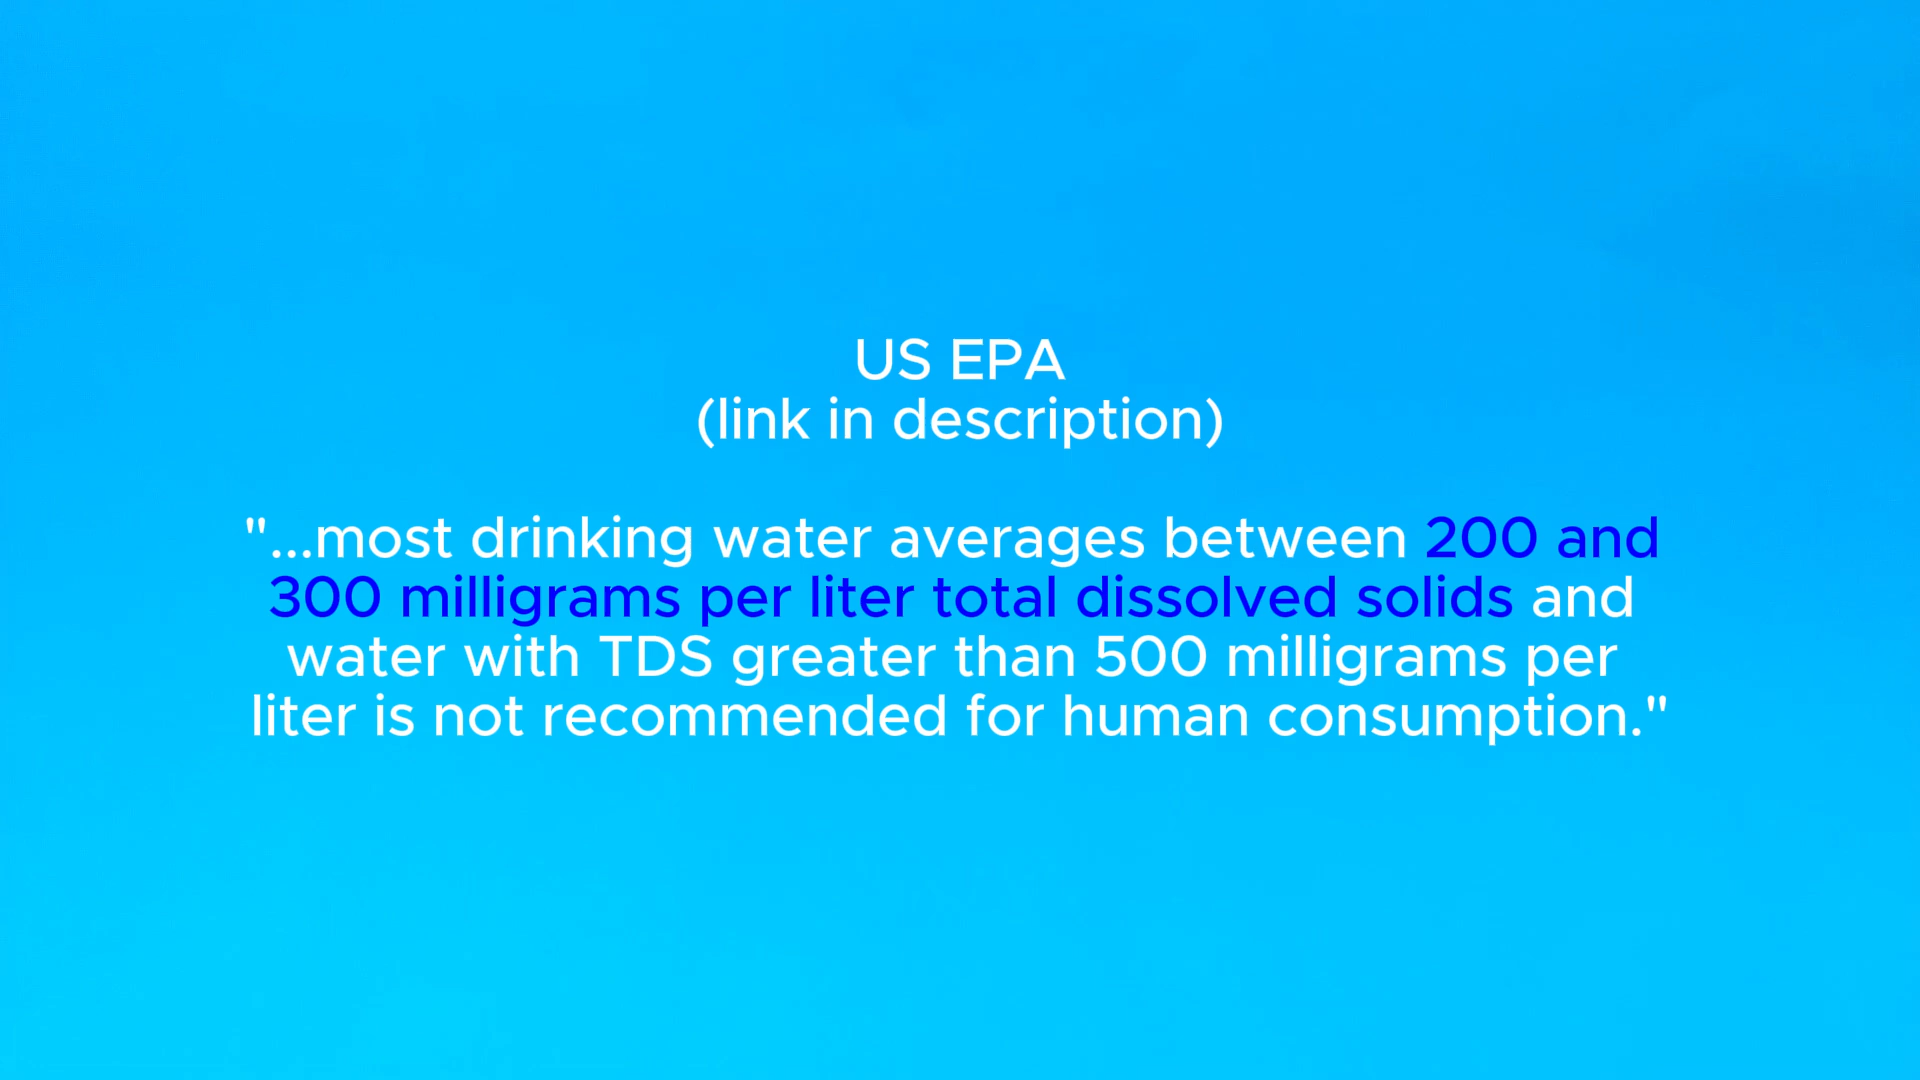 US EPA
(link in description)
"...most drinking water averages between 200 and
300 milligrams per liter total dissolved solids and
water with TDS greater than 500 milligrams per
liter is not recommended for human consumption."